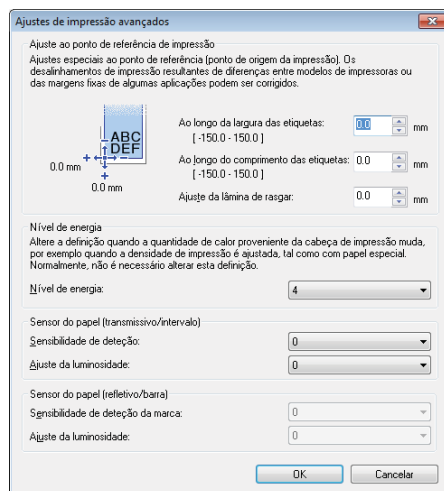 Ajustes de impressão avançados
Ajuste ao ponto de referência de impressão
Ajustes especiais ao ponto de referência (ponto de origem da impressão). Os
desalinhamentos de impressão resultantes de diferenças entre modelos de impressoras ou
das margens fixas de algumas aplicações podem ser corrigidos.
ABC
DEF
0.0 mm
0.0 mm
Ao longo da largura das etiquetas: 0.0 mm
[ -150.0 - 150.0 ]
Ao longo do comprimento das etiquetas: 0.0 mm
[ -150.0 - 150.0 ]
Ajuste da lâmina de rasgar: 0.0 mm
Nível de energia
Altere a definição quando a quantidade de calor proveniente da cabeça de impressão muda,
por exemplo quando a densidade de impressão é ajustada, tal como com papel especial.
Normalmente, não é necessário alterar esta definição.
Nível de energia: 4
Sensor do papel (transmissivo/intervalo)
Sensibilidade de deteção: 0
Ajuste da luminosidade: 0
Sensor do papel (refletivo/barra)
Sensibilidade de deteção da marca: 0
Ajuste da luminosidade: 0
OK Cancelar